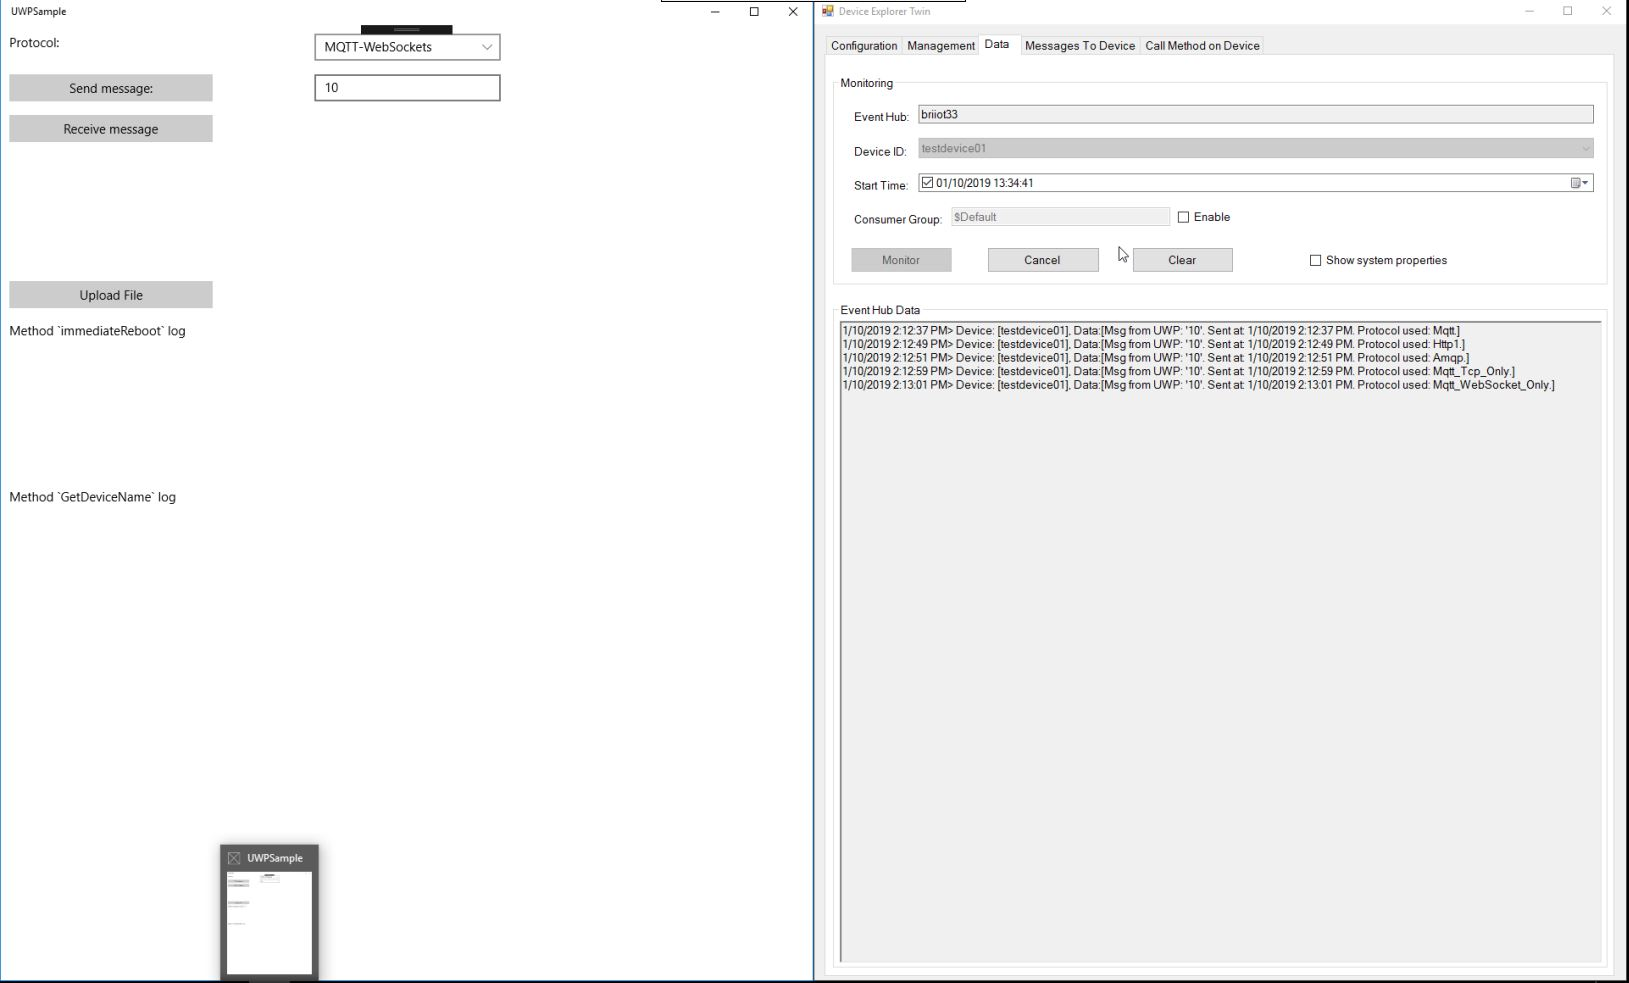 UWPSample
Protocol:
MQTT-WebSockets
Send message:
10
Receive message
Upload File
Method `immediateReboot` log
Method `GetDeviceName` log
UWPSample
Device Explorer Twin
Configuration Management Data Messages To Device Call Method on Device
Monitoring
Event Hub: briiot33
Device ID: testdevice01
Start Time: 01/10/2019 13:34:41
Consumer Group: $Default Enable
Monitor Cancel Clear Show system properties
Event Hub Data
1/10/2019 2:12:37 PM> Device: [testdevice01], Data:[Msg from UWP: '10'. Sent at: 1/10/2019 2:12:37 PM. Protocol used: Mqtt.]
1/10/2019 2:12:49 PM> Device: [testdevice01], Data:[Msg from UWP: '10'. Sent at: 1/10/2019 2:12:49 PM. Protocol used: Http1.]
1/10/2019 2:12:51 PM> Device: [testdevice01], Data:[Msg from UWP: '10'. Sent at: 1/10/2019 2:12:51 PM. Protocol used: Amqp.]
1/10/2019 2:12:59 PM> Device: [testdevice01], Data:[Msg from UWP: '10'. Sent at: 1/10/2019 2:12:59 PM. Protocol used: Mqtt_Tcp_Only.]
1/10/2019 2:13:01 PM> Device: [testdevice01], Data:[Msg from UWP: '10'. Sent at: 1/10/2019 2:13:01 PM. Protocol used: Mqtt_WebSocket_Only.]